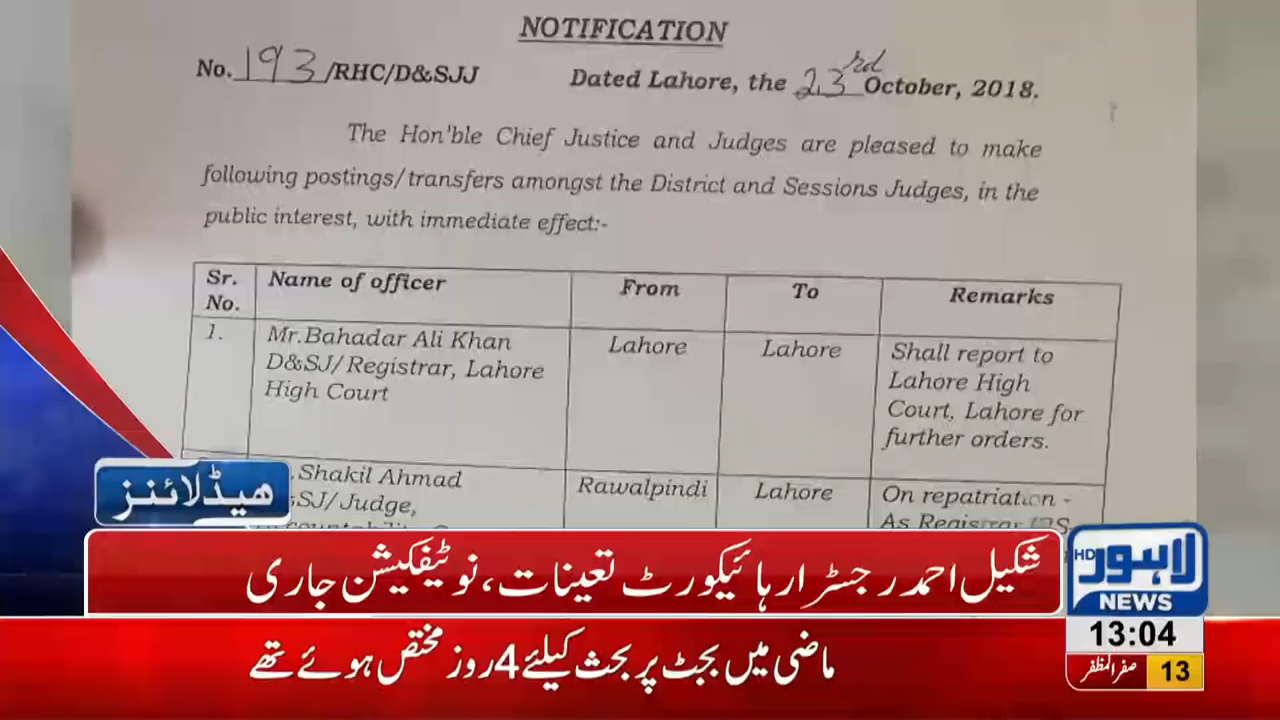 NOTIFICATION
No. 193/RHC/D&SJJ Dated Lahore, the 23rd October, 2018.
The Hon'ble Chief Justice and Judges are pleased to make
following postings/transfers amongst the District and Sessions Judges, in the
public interest, with immediate effect:-
Sr. No. Name of officer From To Remarks
1. Mr.Bahadar Ali Khan Lahore Lahore Shall report to
D&SJ/Registrar, Lahore Lahore High
High Court Court, Lahore for
further orders.
Shakil Ahmad Rawalpindi Lahore On repatriation -
SJ/Judge, As Registrar
ہیڈلائنز
شکیل احمد رجسٹرار ہائیکورٹ تعینات، نوٹیفکیشن جاری
ماضی میں بجٹ پر بحث کیلئے 4 روز مختص ہوئے تھے
لاہور HD
NEWS
13:04
13 صفر المظفر